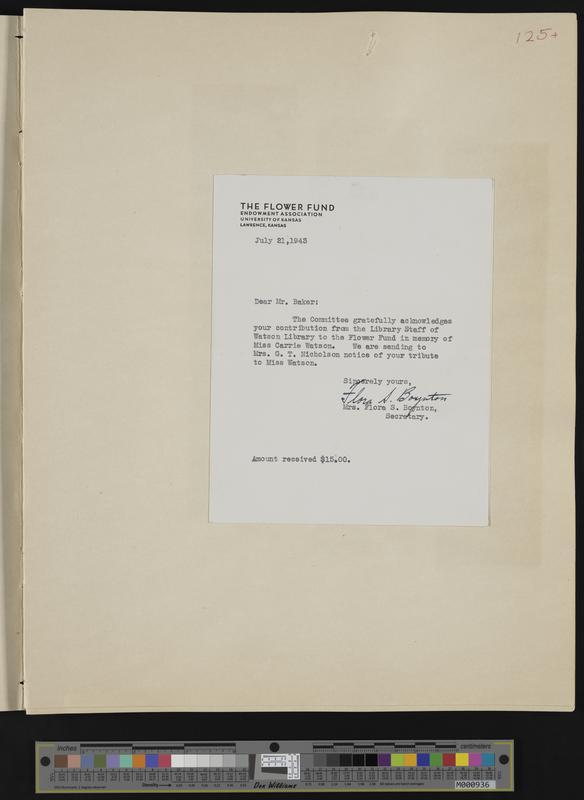 125+
THE FLOWER FUND
ENDOWMENT ASSOCIATION
UNIVERSITY OF KANSAS
LAWRENCE, KANSAS
July 21,1943
Dear Mr. Baker:
The Committee gratefully acknowledges
your contribution from the Library Staff of
Watson Library to the Flower Fund in memory of
Miss Carrie Watson. We are sending to
Mrs. G. T. Nicholson notice of your tribute
to Miss Watson.
Sincerely yours,
Flora S. Boynton
Mrs. Flora S. Boynton,
Secretary.
Amount received $15.00.
inches
centimeters
Density
Don Williams
M000936